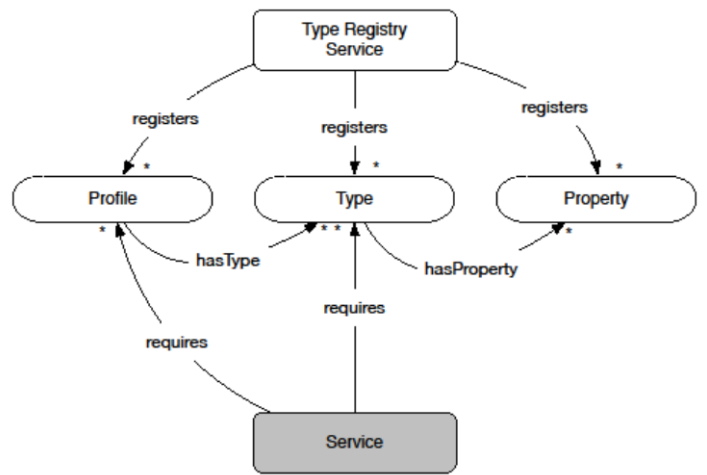 Type Registry
Service
registers
registers
registers
*
*
*
Profile
Type
Property
*
* *
*
hasType
hasProperty
requires
requires
Service